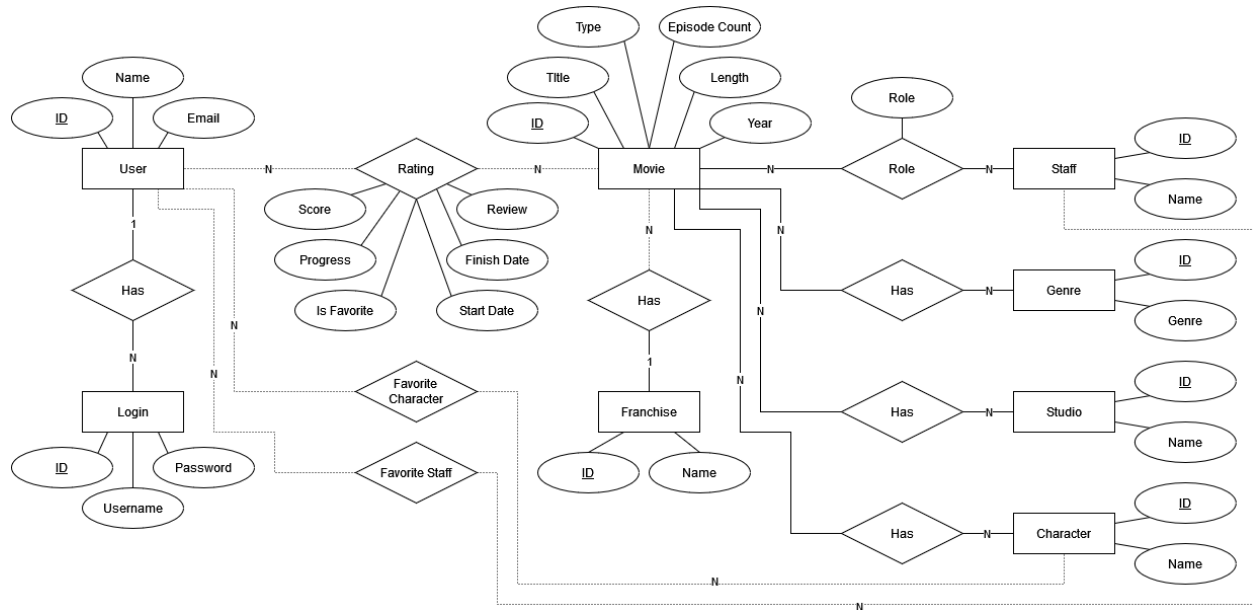 Type
Episode Count
Name
TItle
Length
Role
ID
Email
ID
Year
ID
User
N
Rating
N
Movie
N
Role
N
Staff
Score
Review
Name
1
N
N
Progress
Finish Date
ID
Has
Is Favorite
Start Date
Has
N
Has
N
Genre
Genre
N
N
N
1
N
N
ID
Favorite
Character
Login
Franchise
Has
N
Studio
ID
Password
Favorite Staff
ID
Name
Name
Username
ID
Has
N
Character
Name
N
N